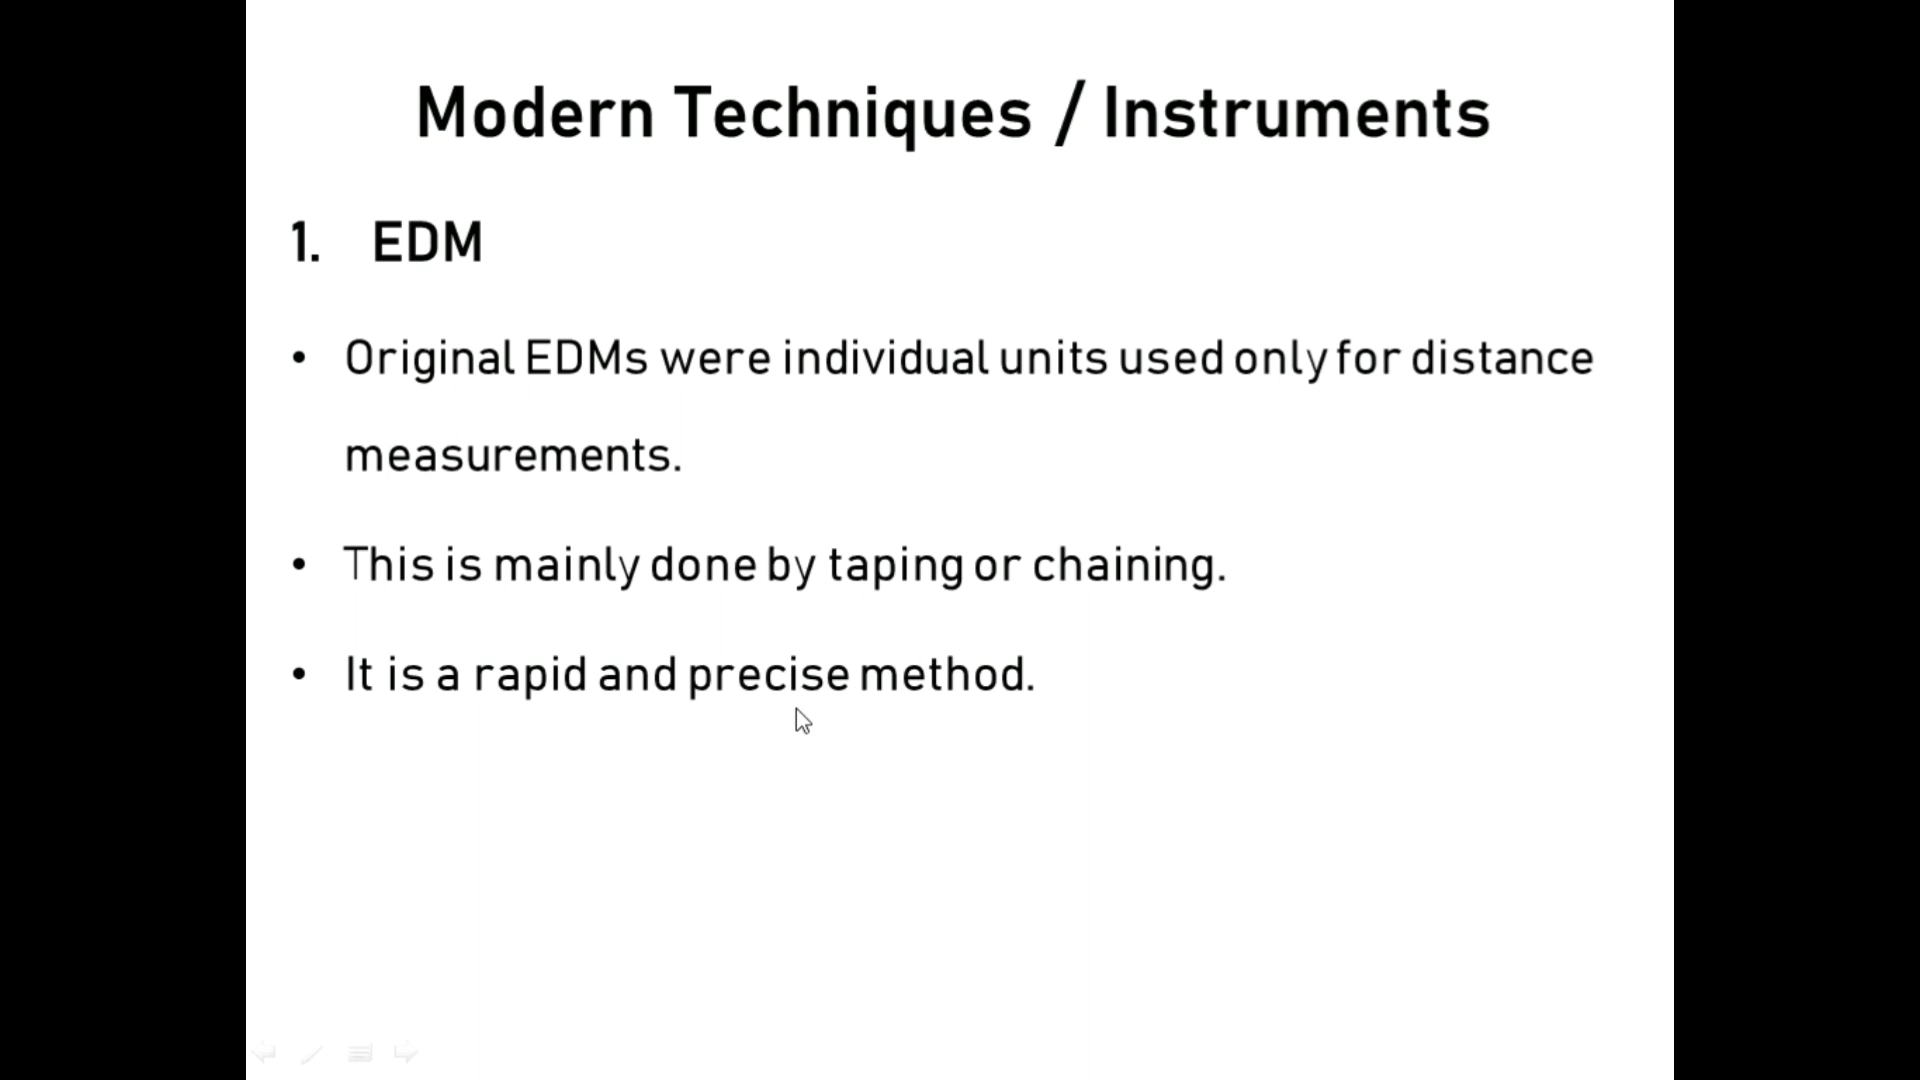 Modern Techniques / Instruments
1. EDM
• Original EDMs were individual units used only for distance
measurements.
• This is mainly done by taping or chaining.
• It is a rapid and precise method.